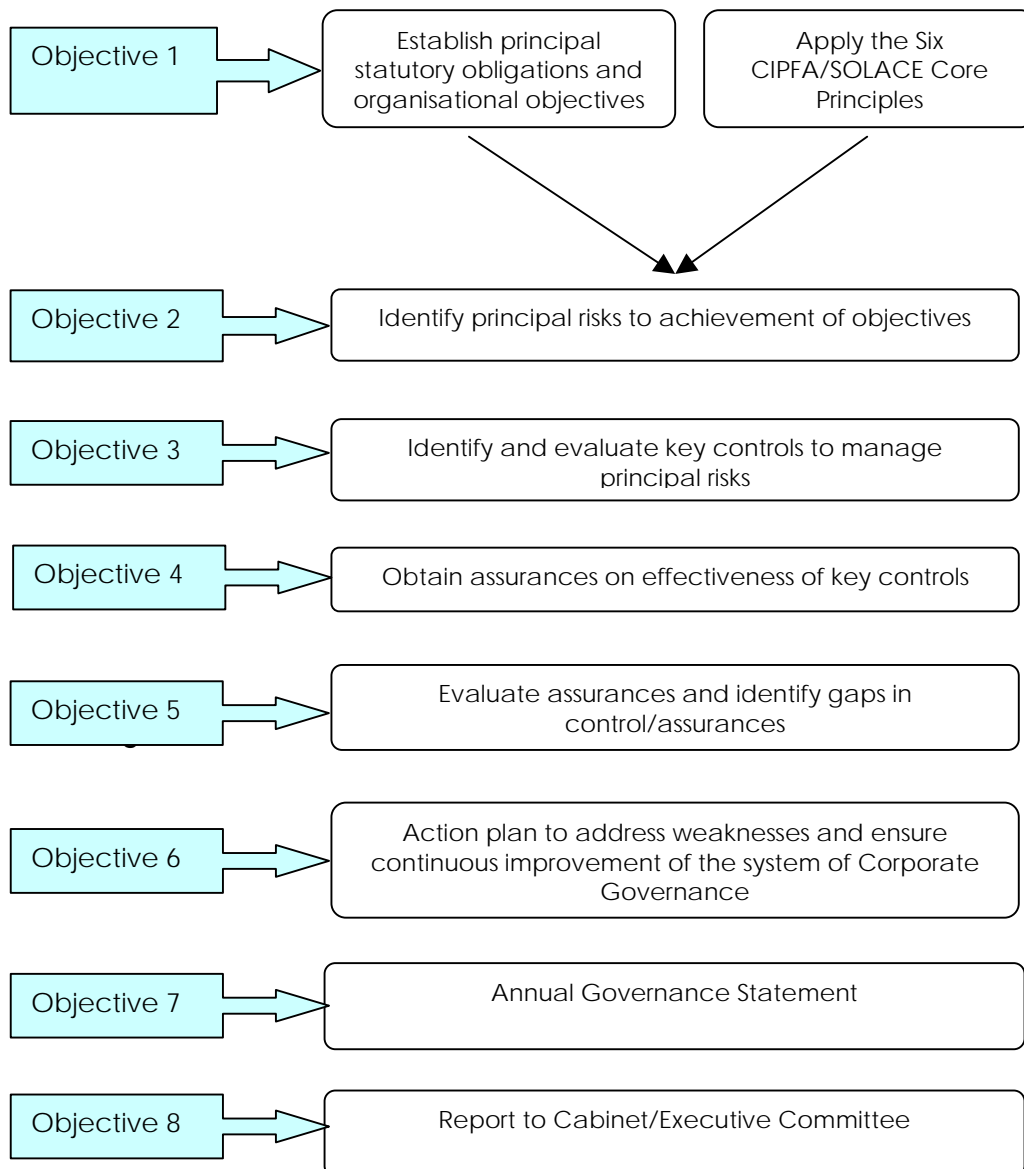 Objective 1
Establish principal
statutory obligations and
organisational objectives
Apply the Six
CIPFA/SOLACE Core
Principles
Objective 2
Identify principal risks to achievement of objectives
Objective 3
Identify and evaluate key controls to manage
principal risks
Objective 4
Obtain assurances on effectiveness of key controls
Objective 5
Evaluate assurances and identify gaps in
control/assurances
Objective 6
Action plan to address weaknesses and ensure
continuous improvement of the system of Corporate
Governance
Objective 7
Annual Governance Statement
Objective 8
Report to Cabinet/Executive Committee